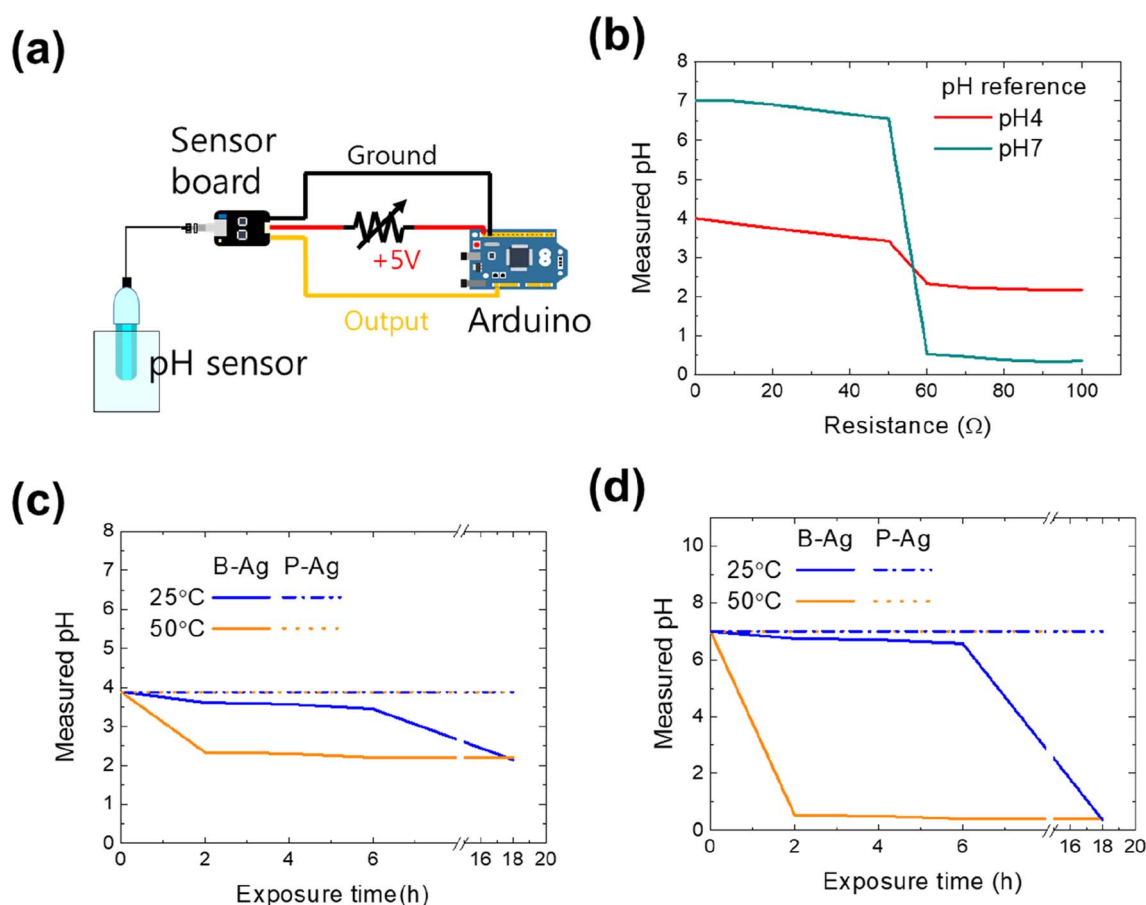 (a)
Sensor
board
Ground
+5V
Output
Arduino
pH sensor
(b)
8
7
6
5
4
3
2
1
0
Measured pH
pH reference
pH4
pH7
0
20
40
60
80
100
Resistance (Ω)
(c)
8
7
6
5
4
3
2
1
0
Measured pH
B-Ag
P-Ag
25°C
50°C
0
2
4
6
16
18
20
Exposure time(h)
(d)
10
8
6
4
2
0
Measured pH
B-Ag
P-Ag
25°C
50°C
0
2
4
6
16
18
20
Exposure time (h)